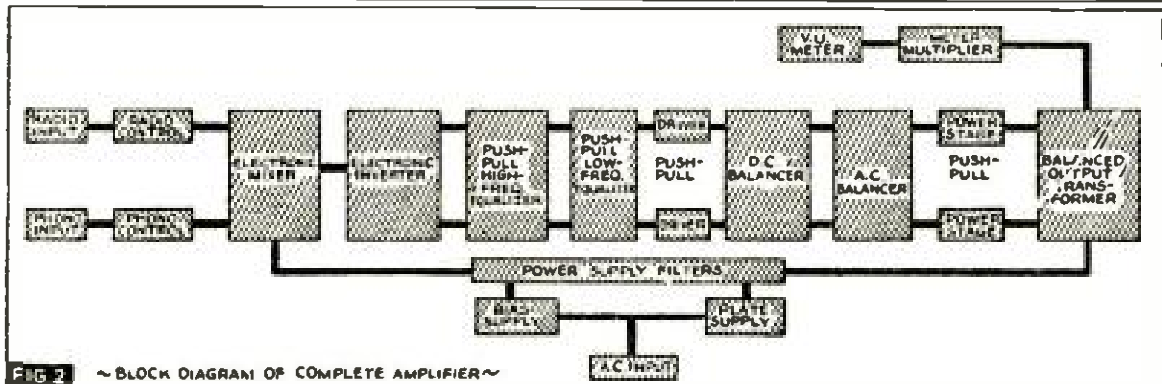 V.U. METER
METER MULTIPLIER
RADIO INPUT
RADIO CONTROL
ELECTRONIC MIXER
ELECTRONIC INVERTER
PUSH-
PULL
HIGH-
FREQ.
EQUALIZER
PUSH-
PULL
LOW-
FREQ.
EQUALIZER
DRIVER
PUSH-
PULL
DRIVER
D.C.
BALANCER
A.C.
BALANCER
POWER
STAGE
PUSH-
PULL
POWER
STAGE
BALANCED
OUTPUT
TRANS-
FORMER
PHONO INPUT
PHONO CONTROL
POWER SUPPLY FILTERS
BIAS
SUPPLY
PLATE
SUPPLY
A.C. INPUT
FIG 2 ~BLOCK DIAGRAM OF COMPLETE AMPLIFIER~